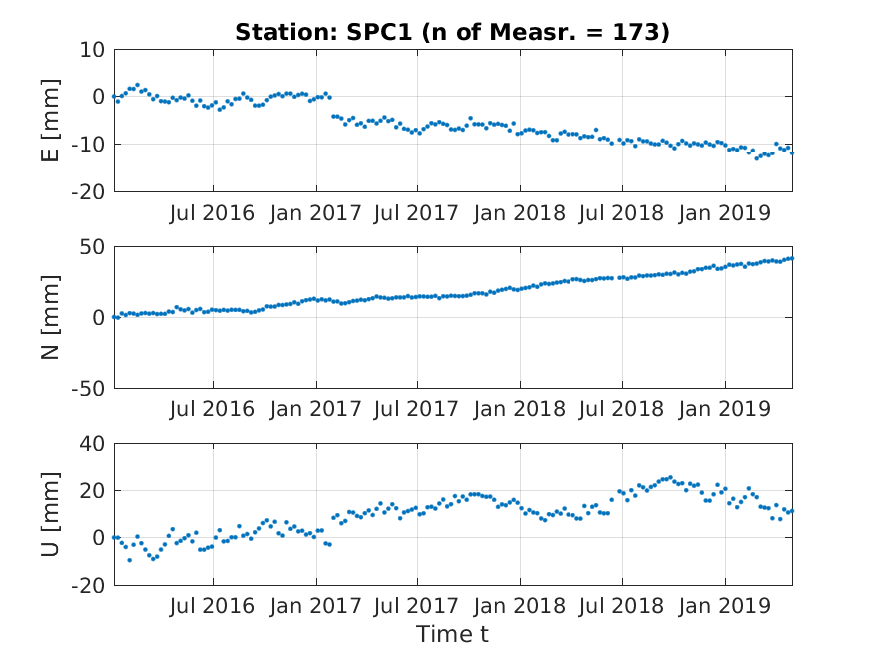 Station: SPC1 (n of Measr. = 173)
10
0
-10
-20
E [mm]
Jul 2016 Jan 2017 Jul 2017 Jan 2018 Jul 2018 Jan 2019
50
0
-50
N [mm]
Jul 2016 Jan 2017 Jul 2017 Jan 2018 Jul 2018 Jan 2019
40
20
0
-20
U [mm]
Jul 2016 Jan 2017 Jul 2017 Jan 2018 Jul 2018 Jan 2019
Time t